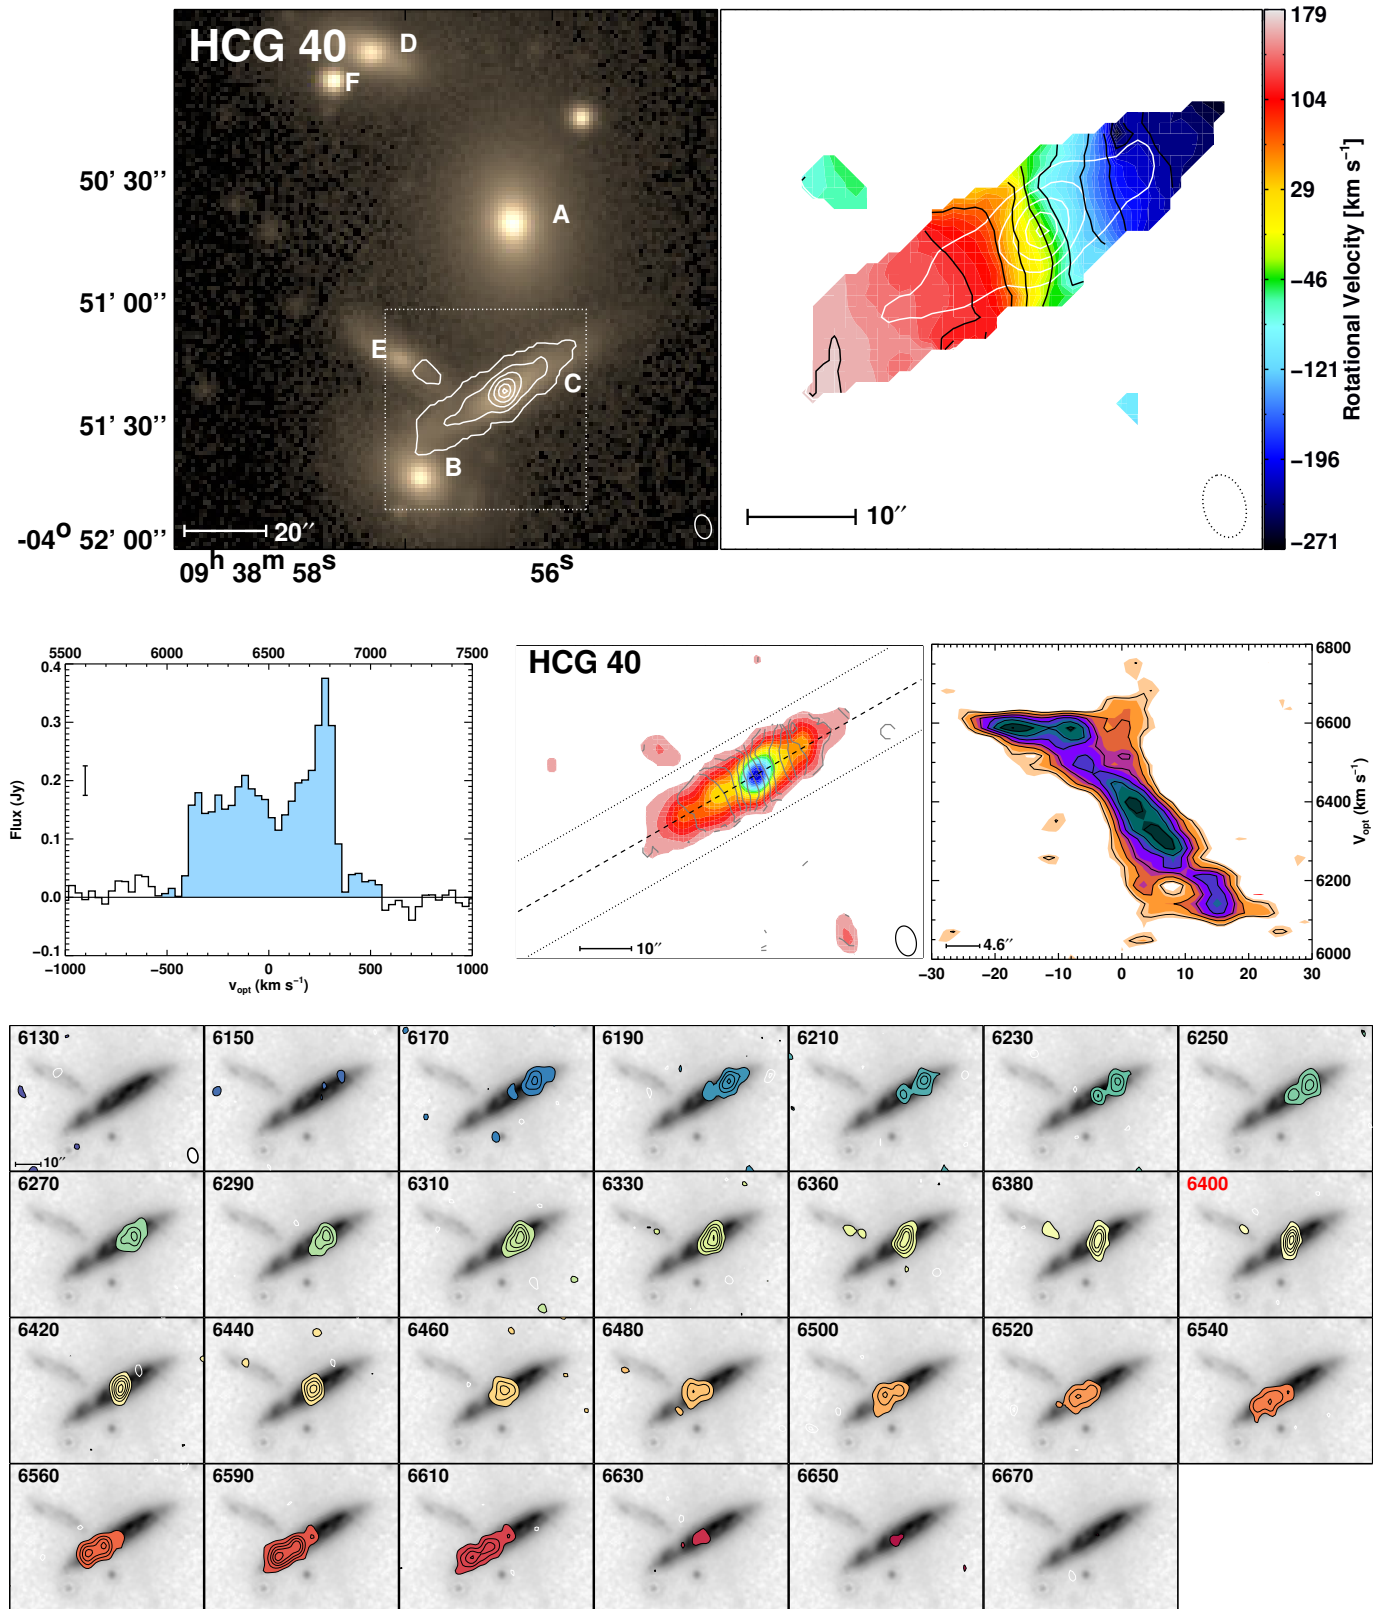 HCG 40
D
F
A
E
C
B
50' 30''
51' 00''
51' 30''
-04° 52' 00''
20''
09h 38m 58s
56s
10''
179
104
29
−46
−121
−196
−271
Rotational Velocity [km s−1]
5500 6000 6500 7000 7500
0.4
0.3
0.2
0.1
0.0
−0.1
Flux (Jy)
−1000 −500 0 500 1000
vopt (km s−1)
HCG 40
10''
6800
6600
6400
6200
6000
Vopt (km s−1)
4.6''
−30 −20 −10 0 10 20 30
6130 6150 6170 6190 6210 6230 6250
10''
6270 6290 6310 6330 6360 6380 6400
6420 6440 6460 6480 6500 6520 6540
6560 6590 6610 6630 6650 6670